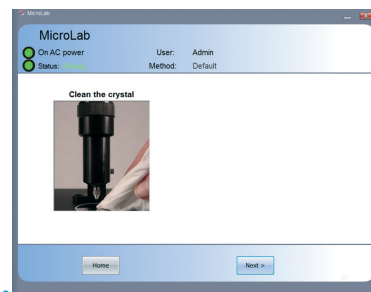 MicroLab
MicroLab
On AC power
User:
Admin
Status:
Method:
Default
Clean the crystal
Home
Next >